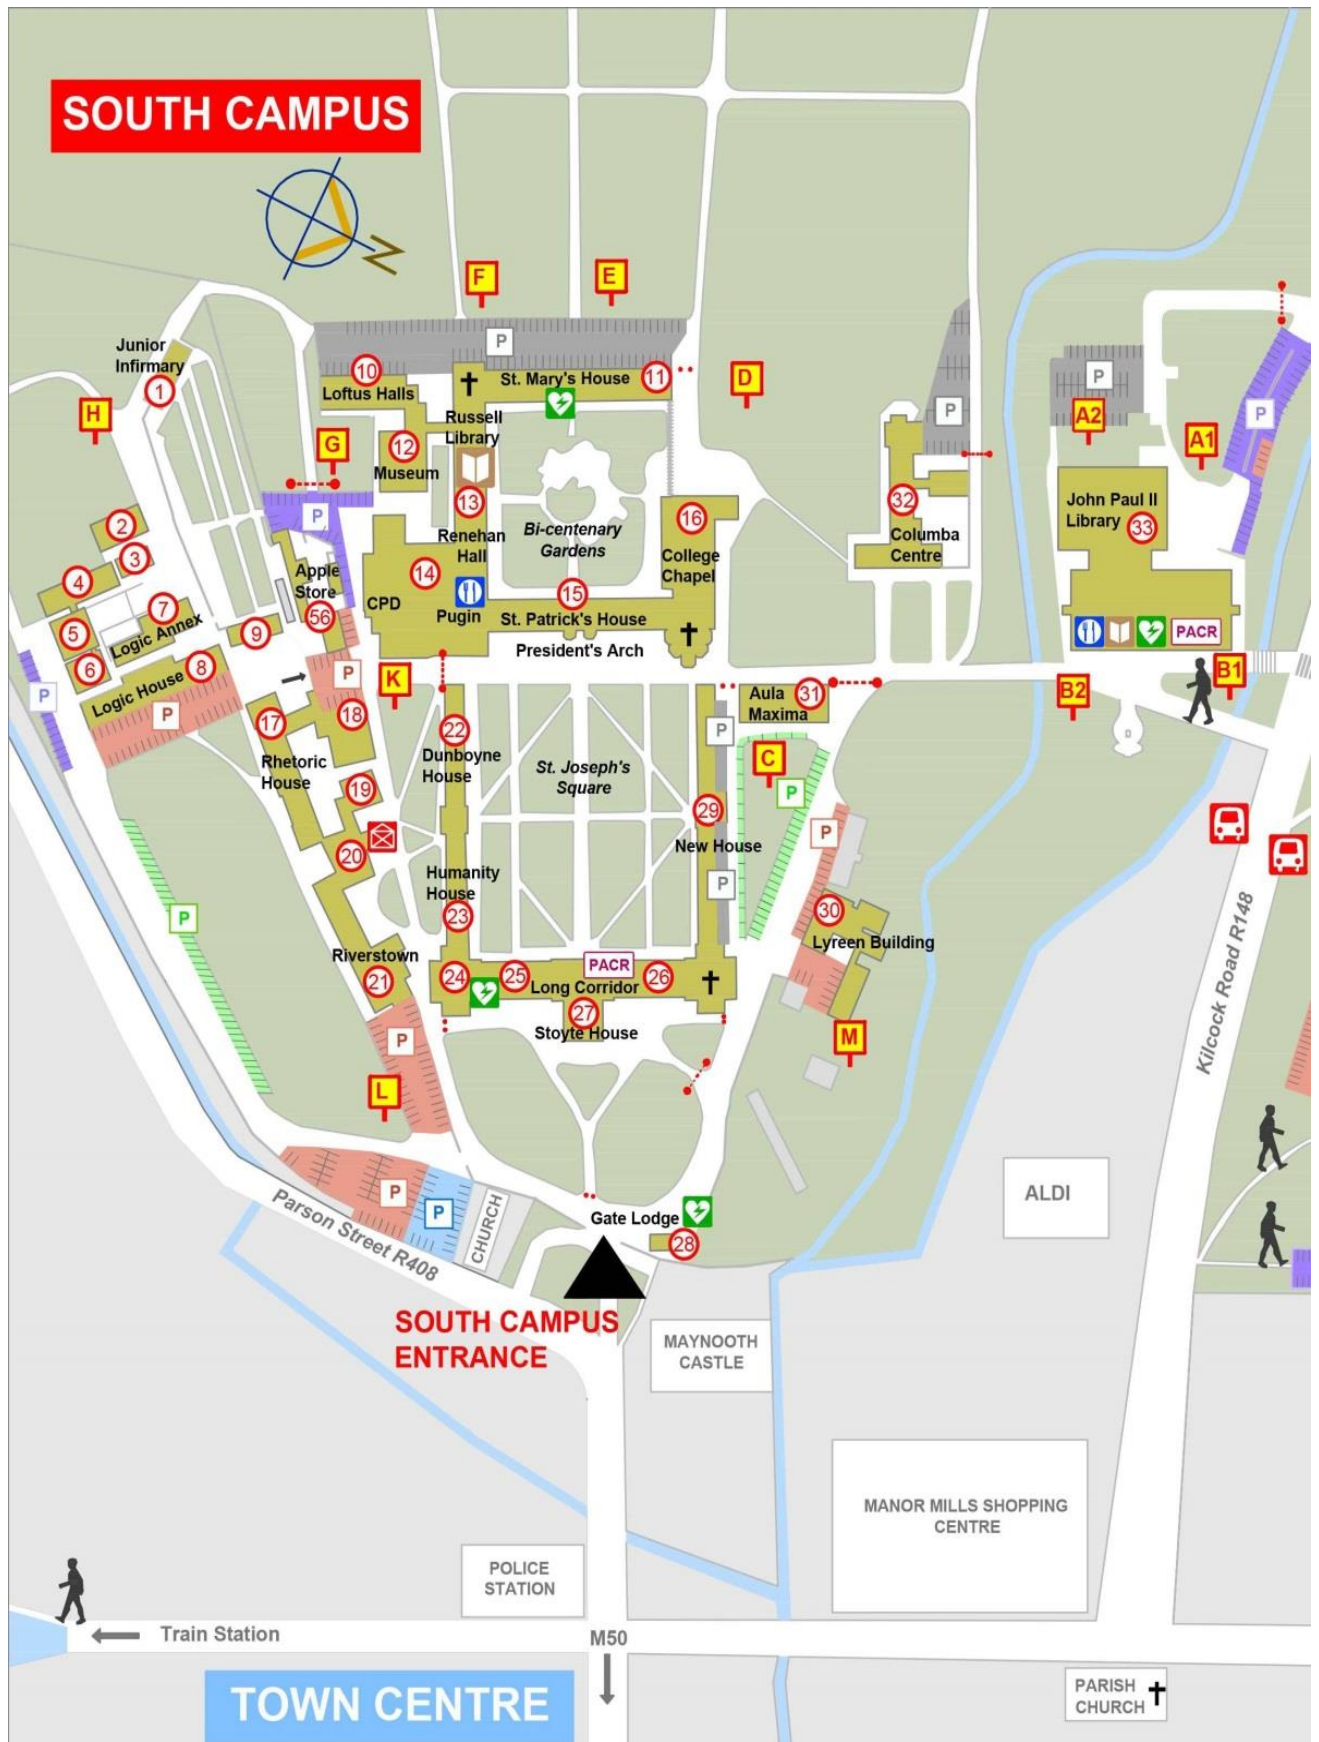 SOUTH CAMPUS
N
F
E
Junior
Infirmary
1
P
10
Loftus Halls
St. Mary's House
11
D
H
G
12
Museum
Russell
Library
13
Renehan
Hall
Bi-centenary
Gardens
16
College
Chapel
P
32
Columba
Centre
P
A2
A1
P
John Paul II
Library
33
PACR
B1
B2
2
3
4
5
6
7
Logic Annex
8
Logic House
9
P
Apple
Store
56
14
CPD
Pugin
15
St. Patrick's House
President's Arch
P
P
P
K
17
18
Rhetoric
House
19
20
22
Dunboyne
House
St. Joseph's
Square
P
Aula
Maxima
31
C
P
29
New House
P
P
30
Lyreen Building
P
Humanity
House
23
Riverstown
21
24
25
PACR
Long Corridor
26
27
Stoyte House
M
P
L
Kilcock Road R148
P
P
CHURCH
Parson Street R408
Gate Lodge
28
ALDI
SOUTH CAMPUS
ENTRANCE
MAYNOOTH
CASTLE
MANOR MILLS SHOPPING
CENTRE
POLICE
STATION
Train Station
M50
TOWN CENTRE
PARISH
CHURCH